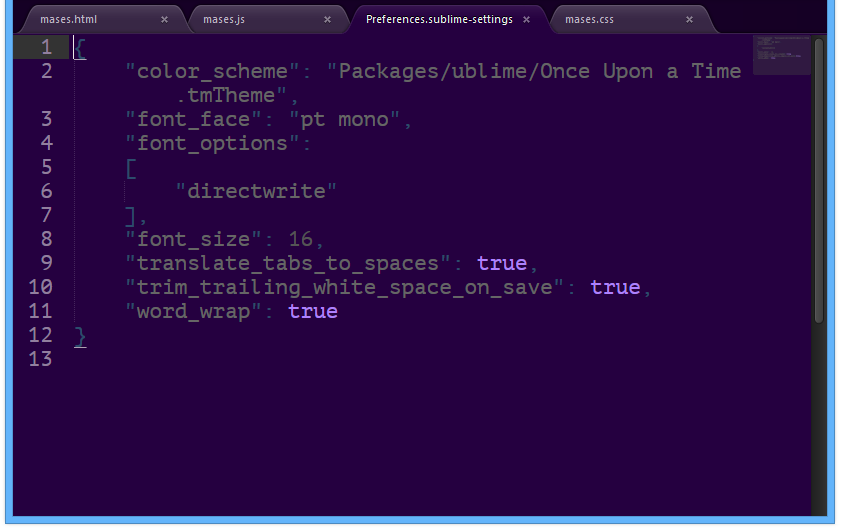 mases.html × mases.js × Preferences.sublime-settings × mases.css ×
1 {
2 "color_scheme": "Packages/ublime/Once Upon a Time
.tmTheme",
3 "font_face": "pt mono",
4 "font_options":
5 [
6 "directwrite"
7 ],
8 "font_size": 16,
9 "translate_tabs_to_spaces": true,
10 "trim_trailing_white_space_on_save": true,
11 "word_wrap": true
12 }
13